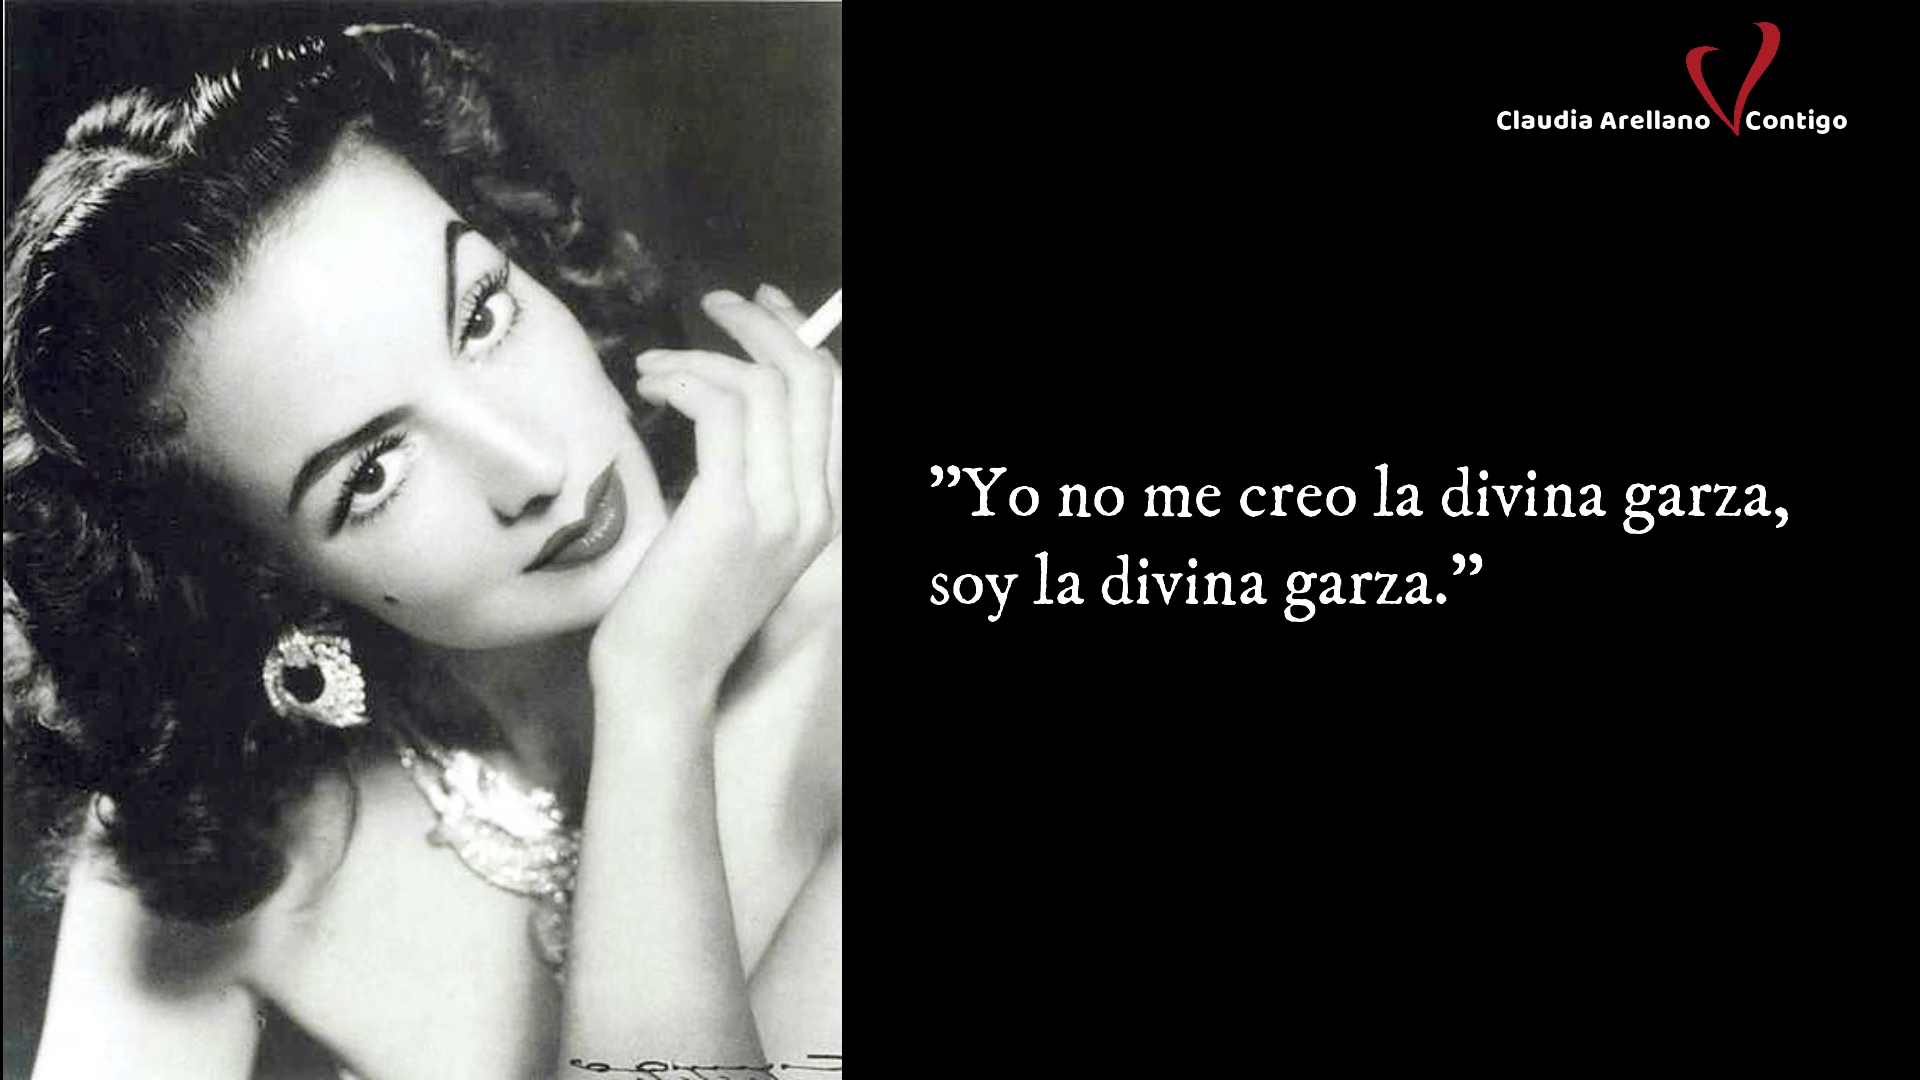 Claudia Arellano Contigo
”Yo no me creo la divina garza,
soy la divina garza.”